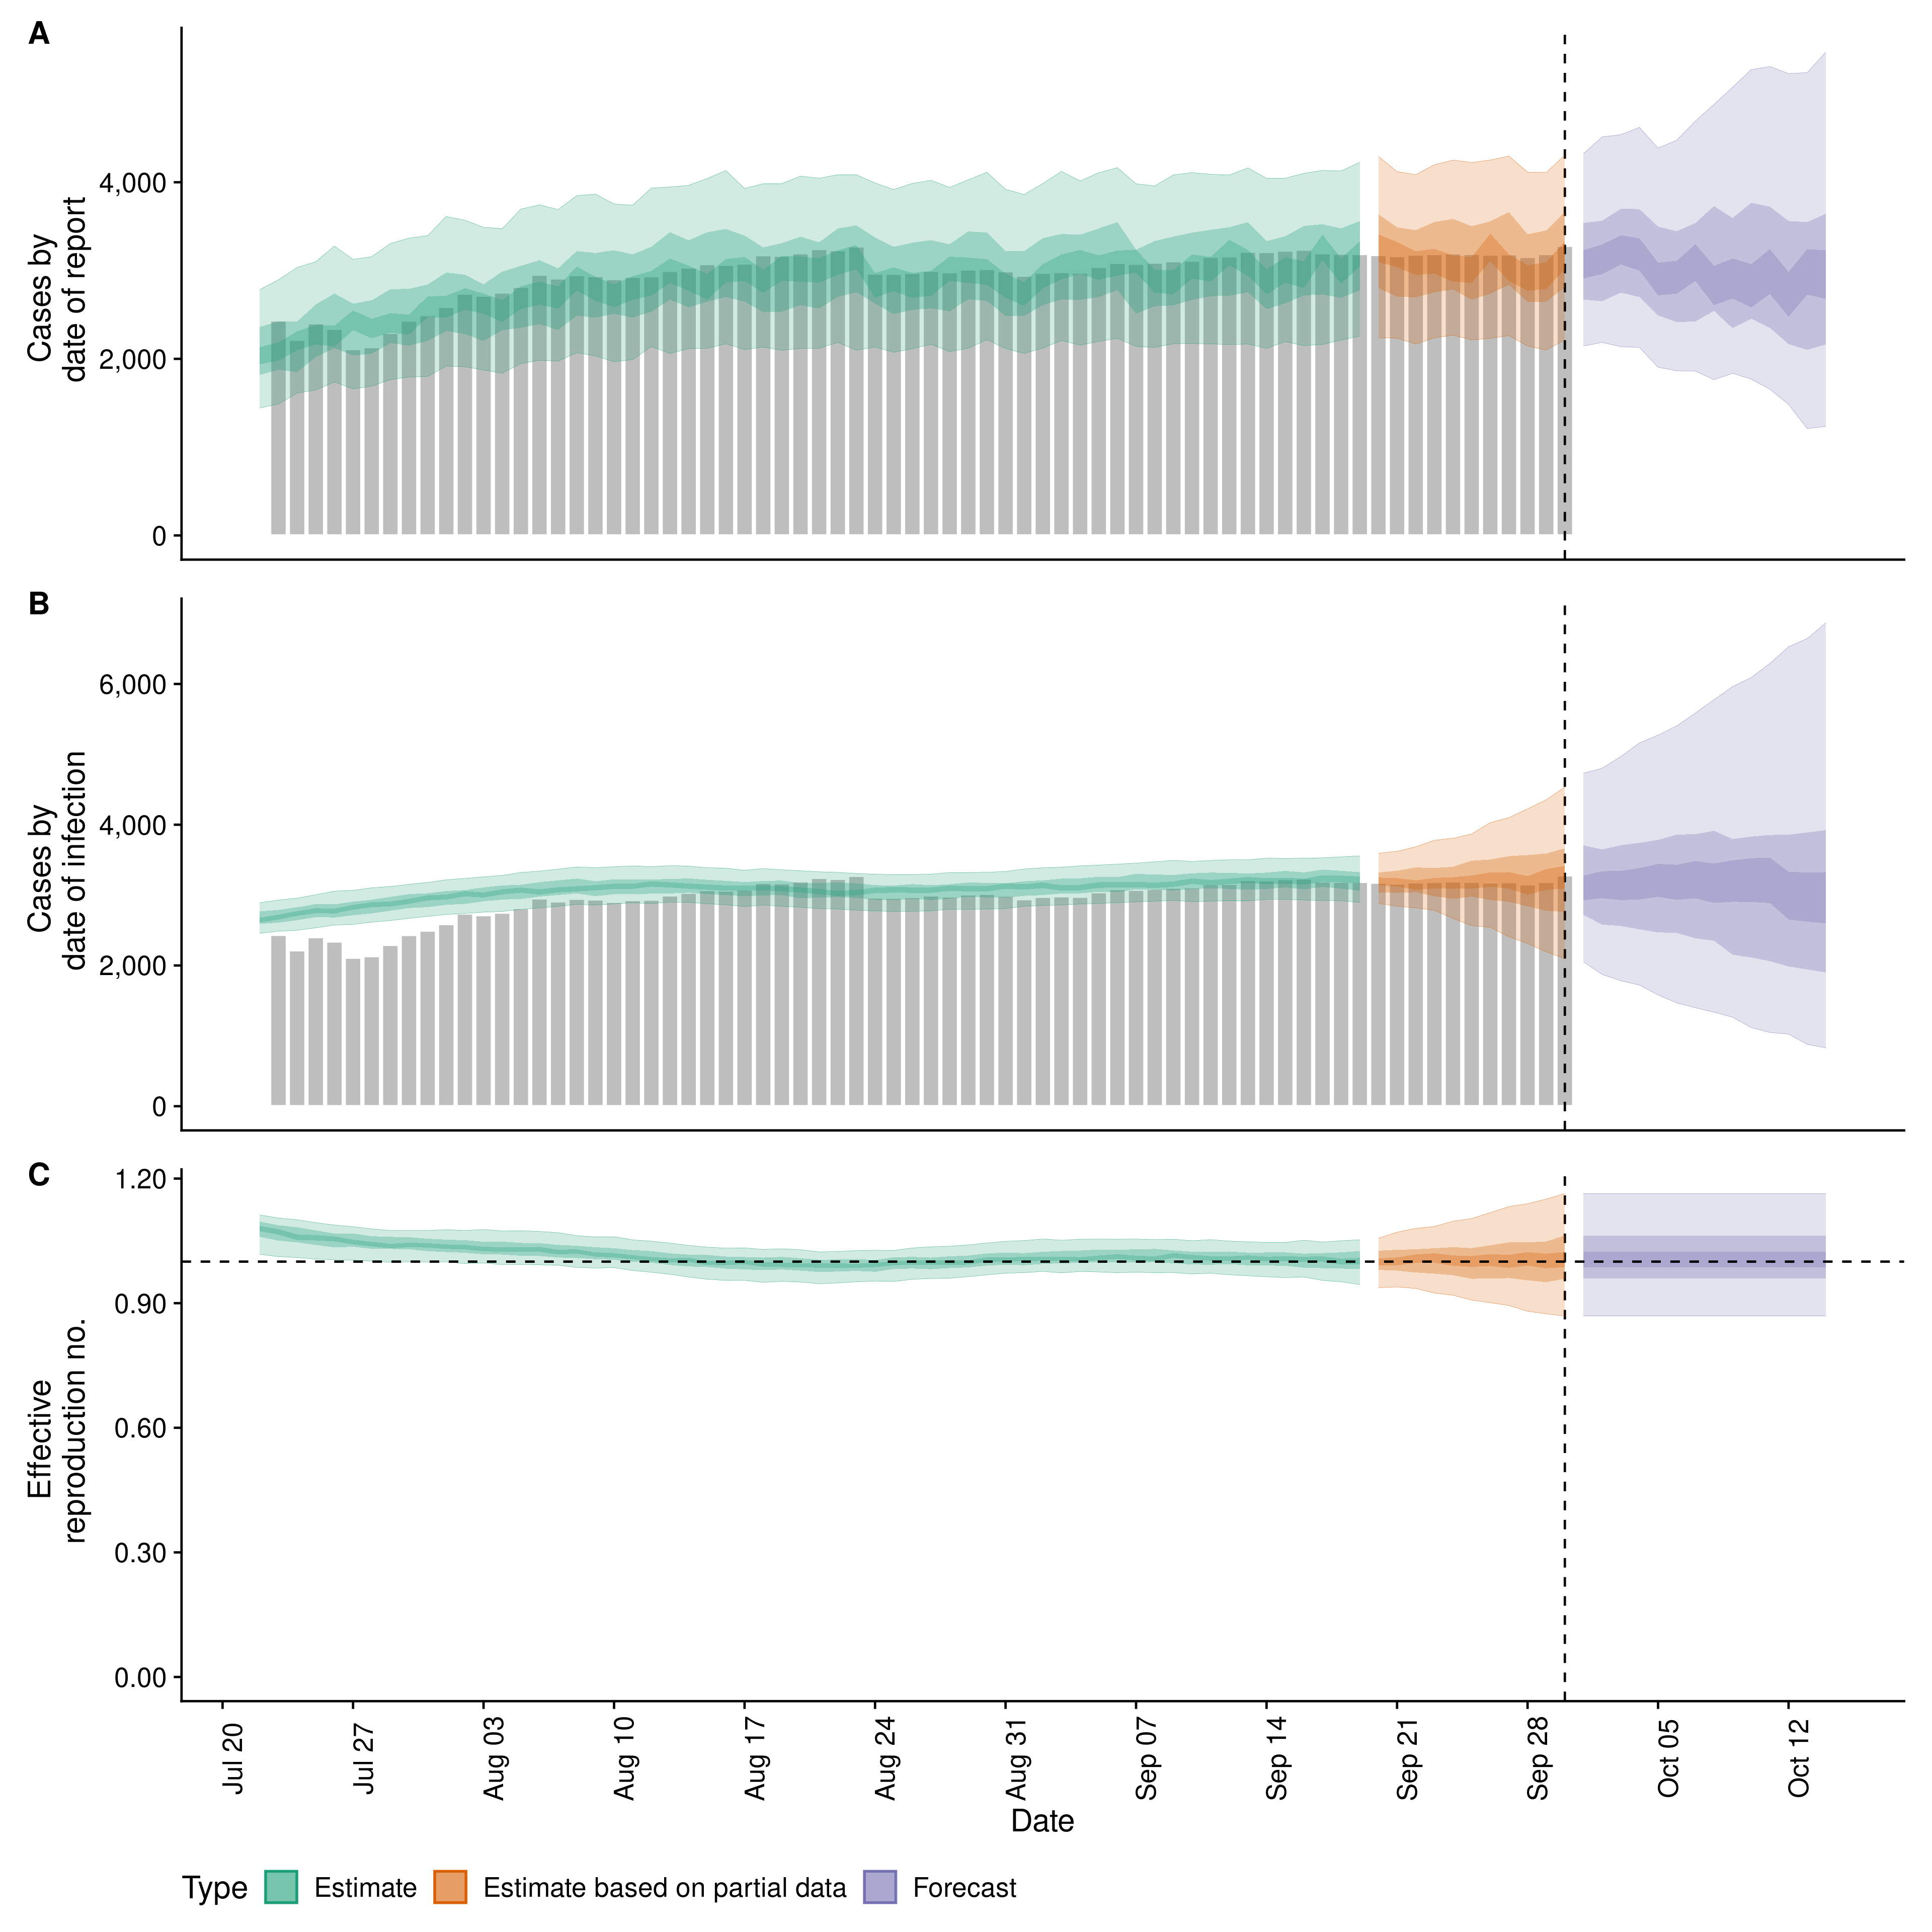 A
Cases by
date of report
4,000
2,000
0
B
Cases by
date of infection
6,000
4,000
2,000
0
C
Effective
reproduction no.
1.20
0.90
0.60
0.30
0.00
Jul 20
Jul 27
Aug 03
Aug 10
Aug 17
Aug 24
Aug 31
Sep 07
Sep 14
Sep 21
Sep 28
Oct 05
Oct 12
Date
Type Estimate Estimate based on partial data Forecast